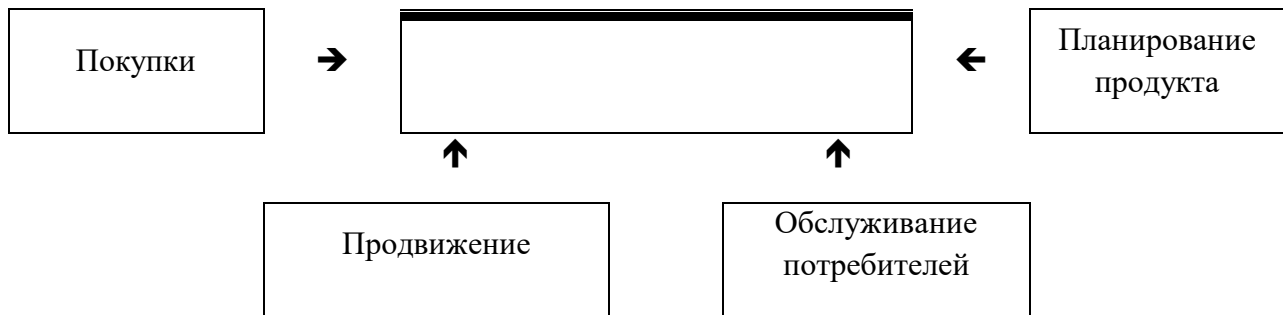 Покупки
Планирование
продукта
Продвижение
Обслуживание
потребителей